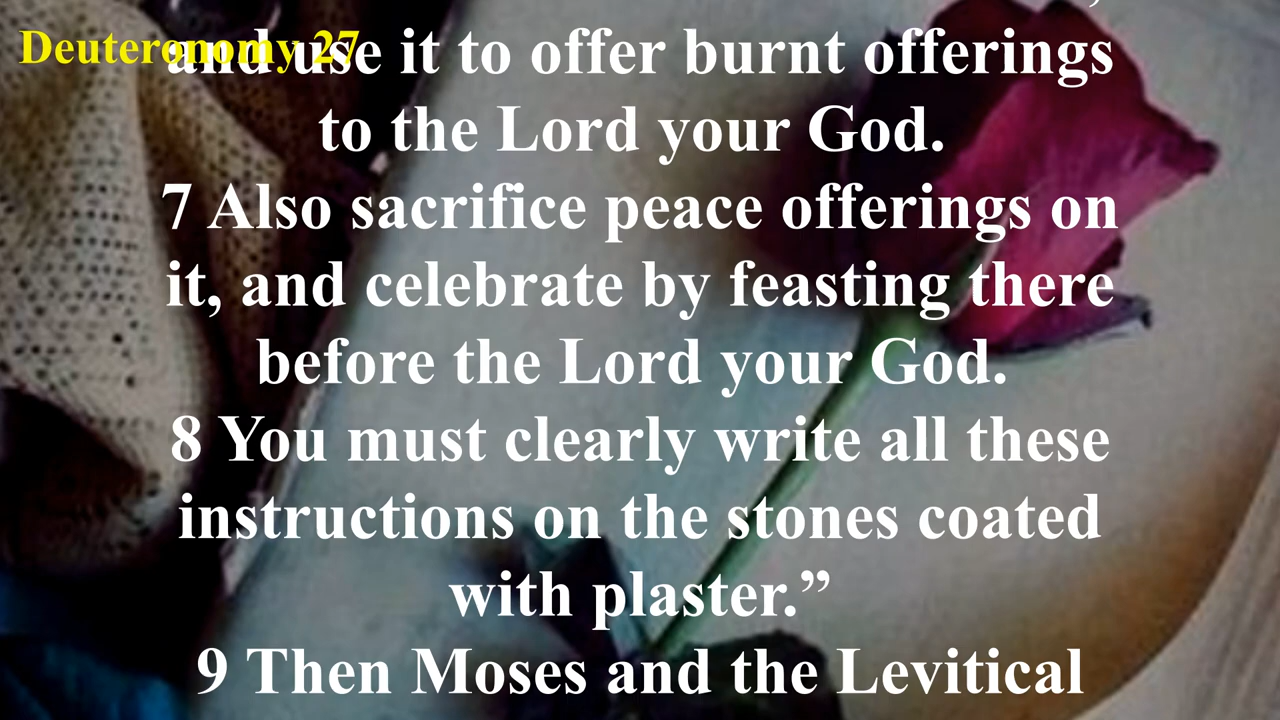 Deuteronomy 27
and use it to offer burnt offerings
to the Lord your God.
7 Also sacrifice peace offerings on
it, and celebrate by feasting there
before the Lord your God.
8 You must clearly write all these
instructions on the stones coated
with plaster.”
9 Then Moses and the Levitical